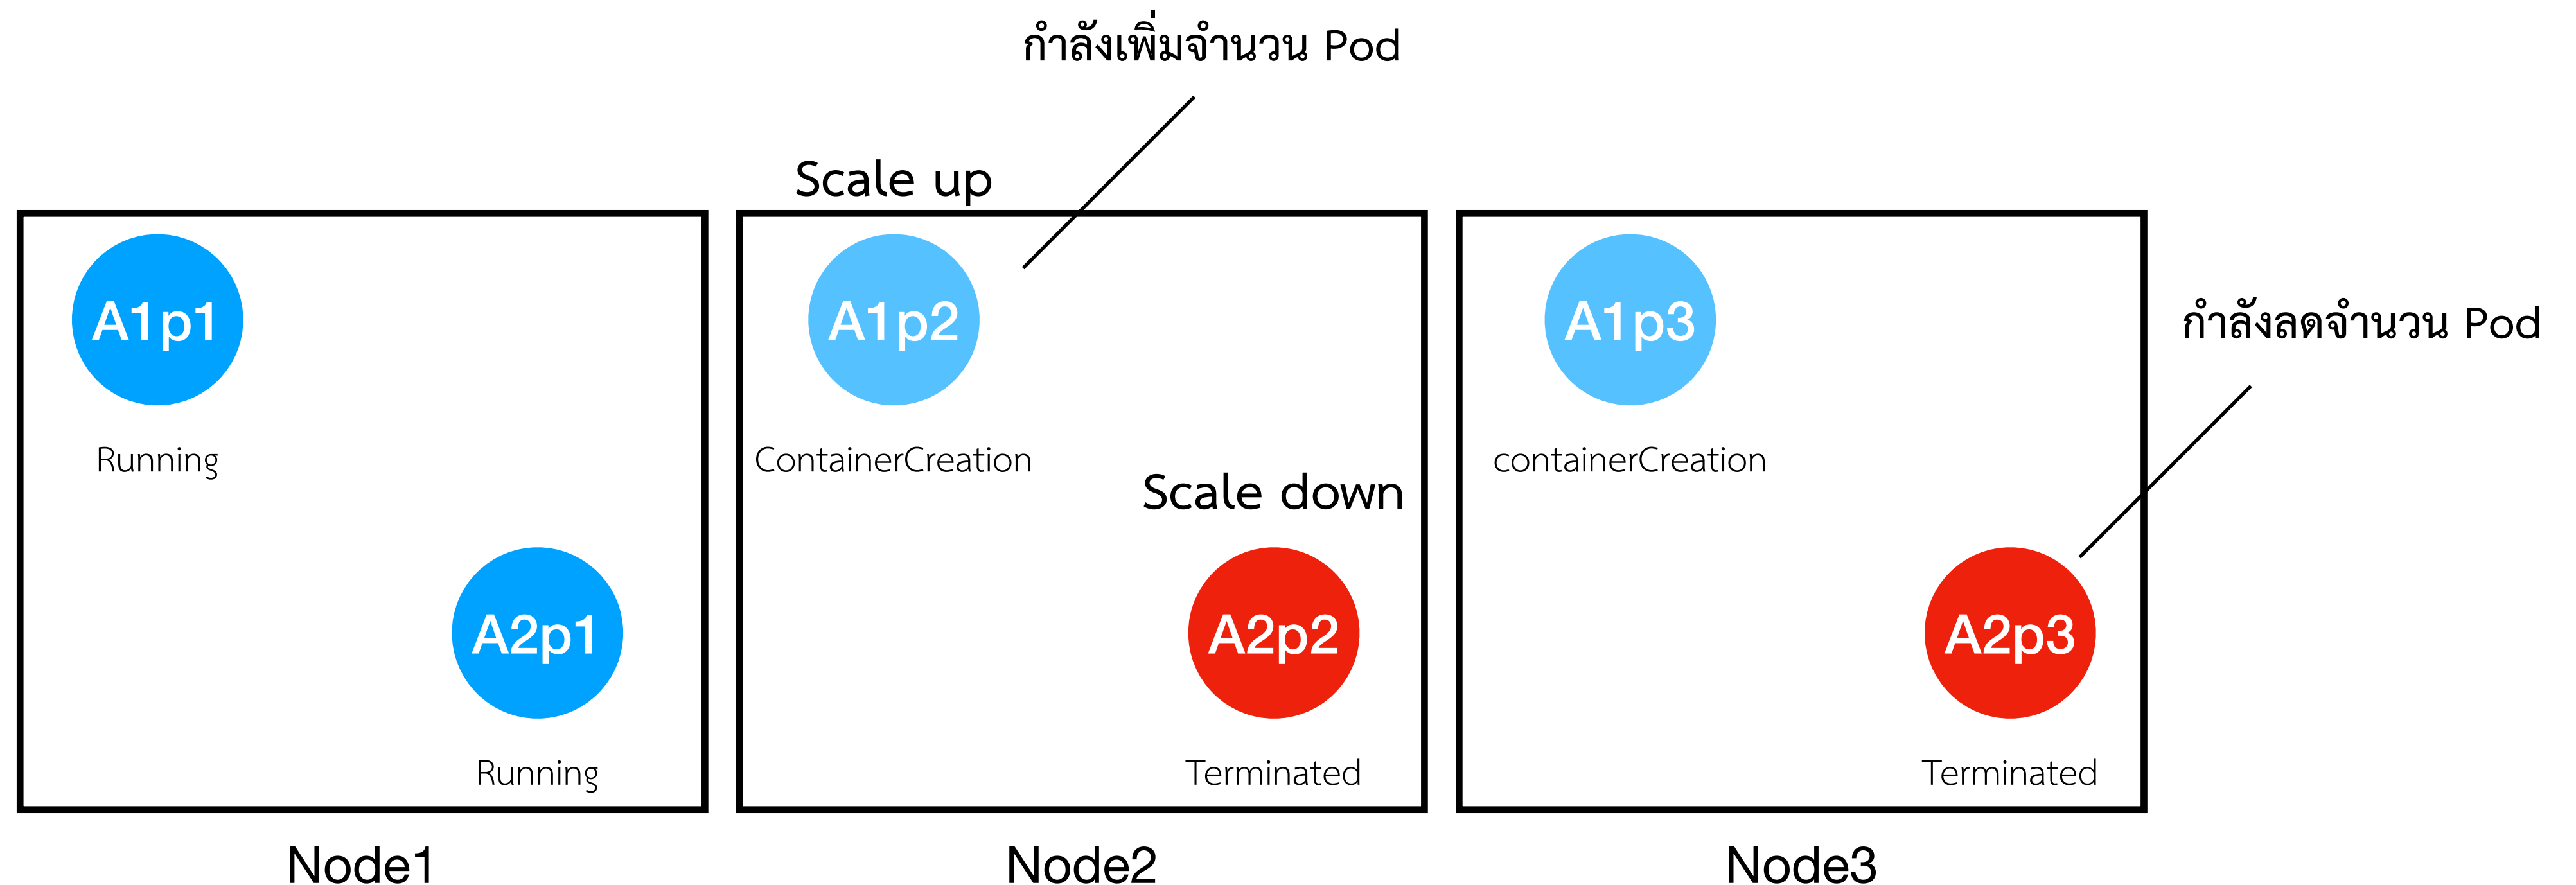 กำลังเพิ่มจำนวน Pod
Scale up
A1p1
A1p2
A1p3
กำลังลดจำนวน Pod
Running
ContainerCreation
containerCreation
Scale down
A2p1
A2p2
A2p3
Running
Terminated
Terminated
Node1
Node2
Node3